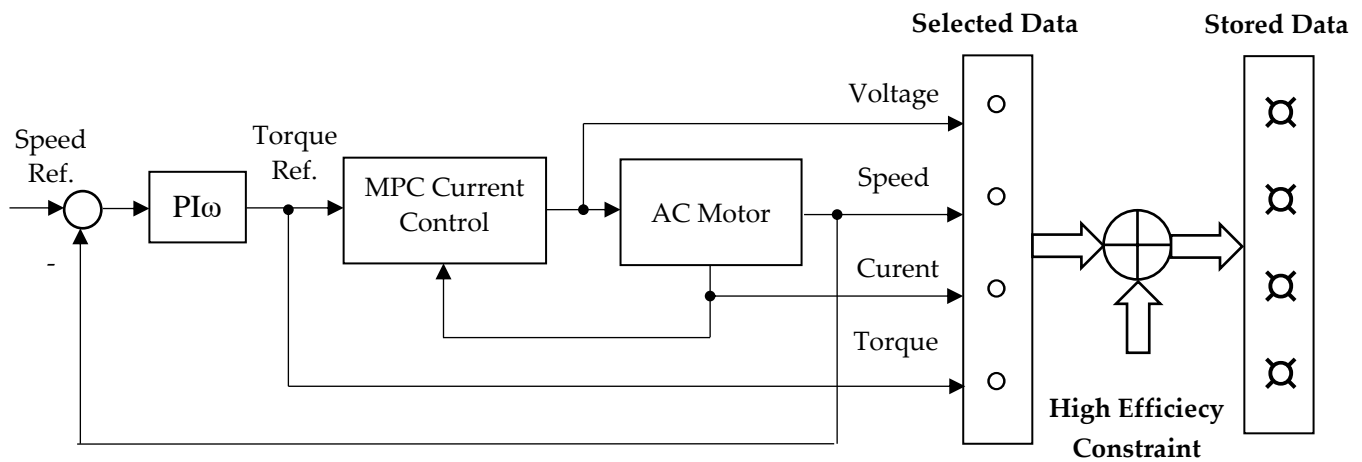 Selected Data
Stored Data
Voltage
Speed
Ref.
Torque
Ref.
PIω
MPC Current
Control
AC Motor
Speed
-
Curent
Torque
High Efficiecy
Constraint